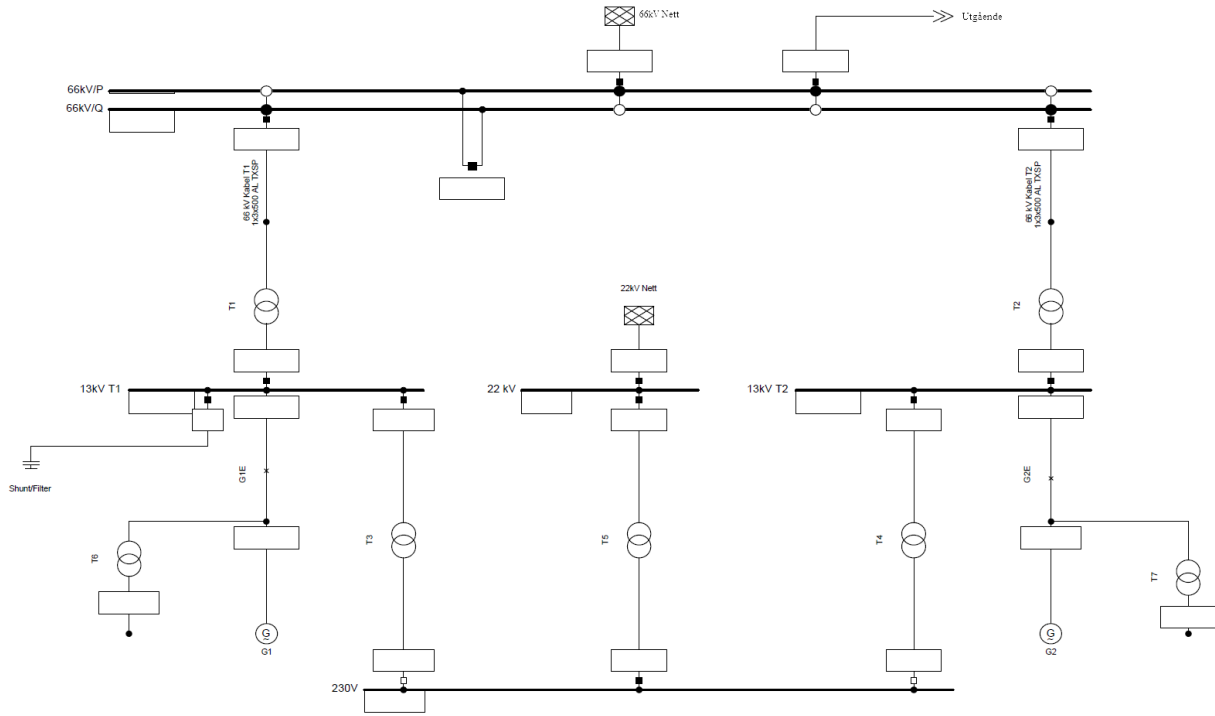 66kV Nett
Utgående
66kV/P
66kV/Q
66 kV Kabel T1
1x3x500 AL TXSP
66 kV Kabel T2
1x3x500 AL TXSP
T1
22kV Nett
T2
13kV T1
22 kV
13kV T2
G1E
G2E
Shunt/Filter
T6
T3
T5
T4
T7
G
G1
G
G2
230V